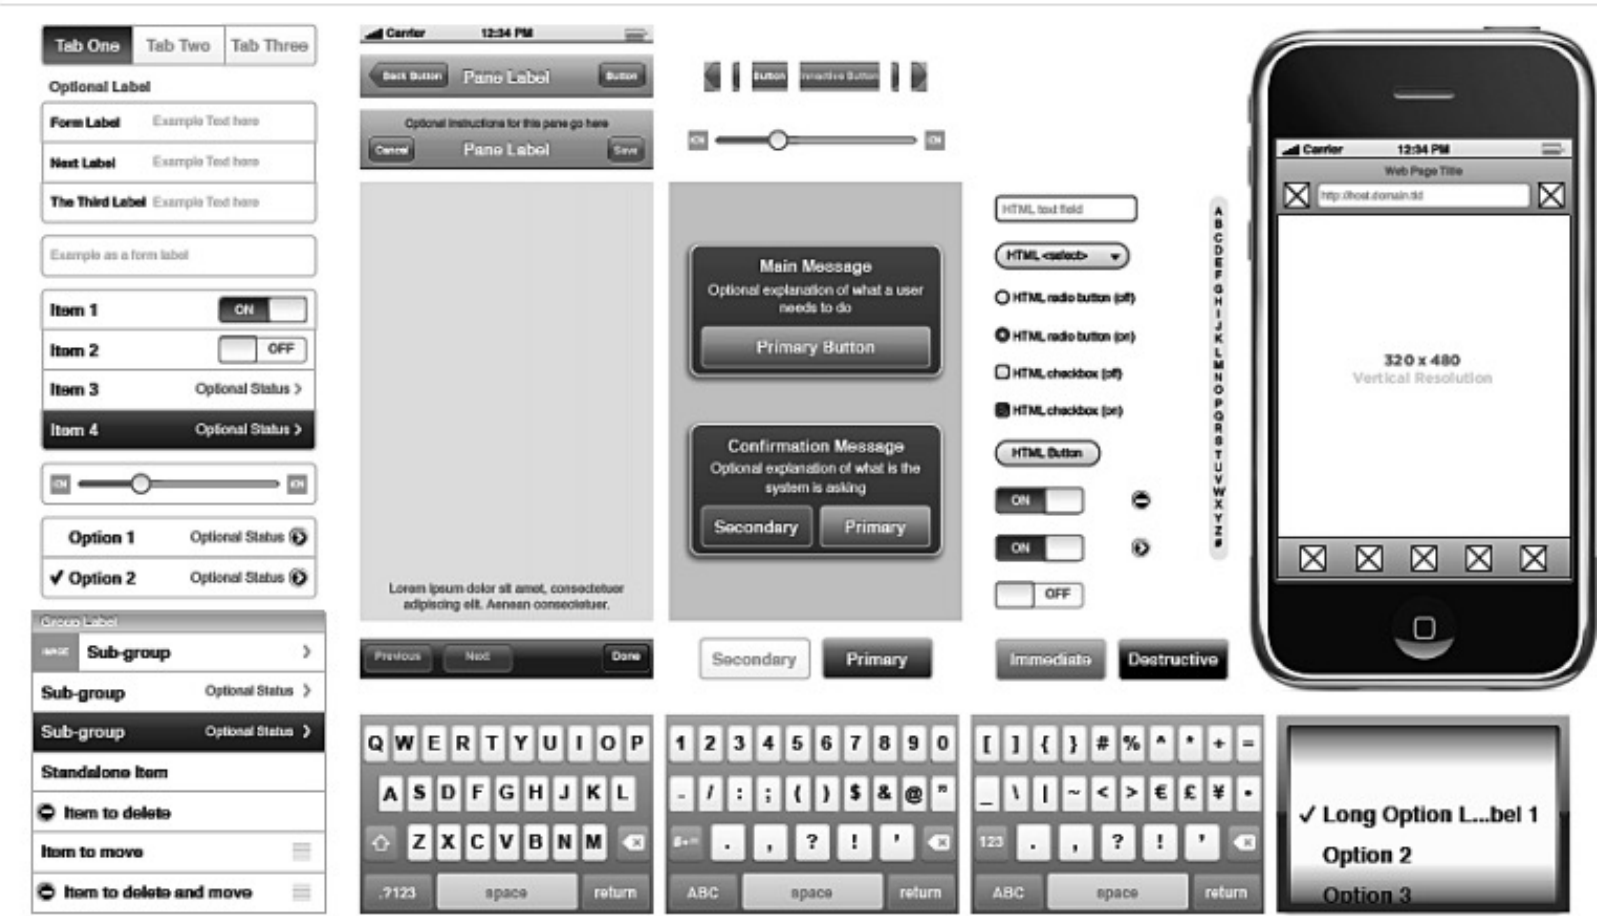 Tab One Tab Two Tab Three
Optional Label
Form Label Example Text here
Next Label Example Text here
The Third Label Example Text here
Example as a form label
Item 1 ON
Item 2 OFF
Item 3 Optional Status >
Item 4 Optional Status >
ICN ICN
Option 1 Optional Status
✓ Option 2 Optional Status
Group Label
IMAGE Sub-group >
Sub-group Optional Status >
Sub-group Optional Status >
Standalone Item
Item to delete
Item to move
Item to delete and move
Carrier 12:34 PM
Back Button Pane Label Button
Optional instructions for this pane go here
Cancel Pane Label Save
Lorem ipsum dolor sit amet, consectetuer
adipiscing elit. Aenean consectetuer.
Previous Next Done
Button Inactive Button
ICN ICN
Main Message
Optional explanation of what a user
needs to do
Primary Button
Confirmation Message
Optional explanation of what is the
system is asking
Secondary Primary
Secondary Primary
HTML text field
HTML <select>
HTML radio button (off)
HTML radio button (on)
HTML checkbox (off)
HTML checkbox (on)
HTML Button
ON
ON
OFF
Immediate Destructive
A
B
C
D
E
F
G
H
I
J
K
L
M
N
O
P
Q
R
S
T
U
V
W
X
Y
Z
#
Carrier 12:34 PM
Web Page Title
http://host.domain.tld
320 x 480
Vertical Resolution
Q W E R T Y U I O P
A S D F G H J K L
Z X C V B N M
.?123 space return
1 2 3 4 5 6 7 8 9 0
- / : ; ( ) $ & @ "
#+= . , ? ! '
ABC space return
[ ] { } # % ^ * + =
_ \ | ~ < > € £ ¥ •
123 . , ? ! '
ABC space return
✓ Long Option L...bel 1
Option 2
Option 3